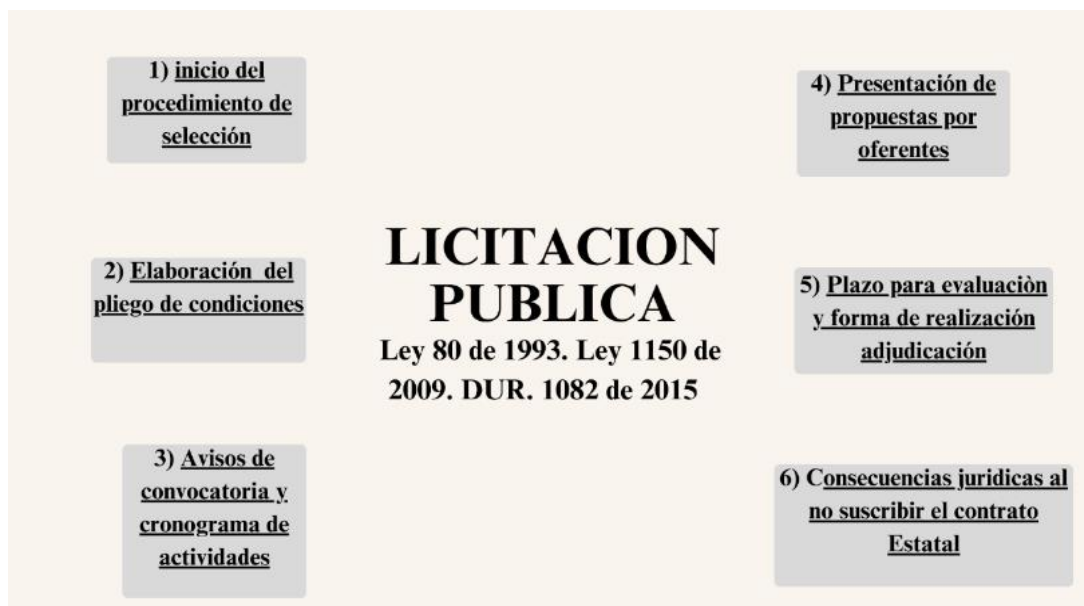 1) inicio del
procedimiento de
selección
2) Elaboración  del
pliego de condiciones
3) Avisos de
convocatoria y
cronograma de
actividades
LICITACION
PUBLICA
Ley 80 de 1993. Ley 1150 de
2009. DUR. 1082 de 2015
4) Presentación de
propuestas por
oferentes
5) Plazo para evaluaciòn
y forma de realización
adjudicación
6) Consecuencias juridicas al
no suscribir el contrato
Estatal